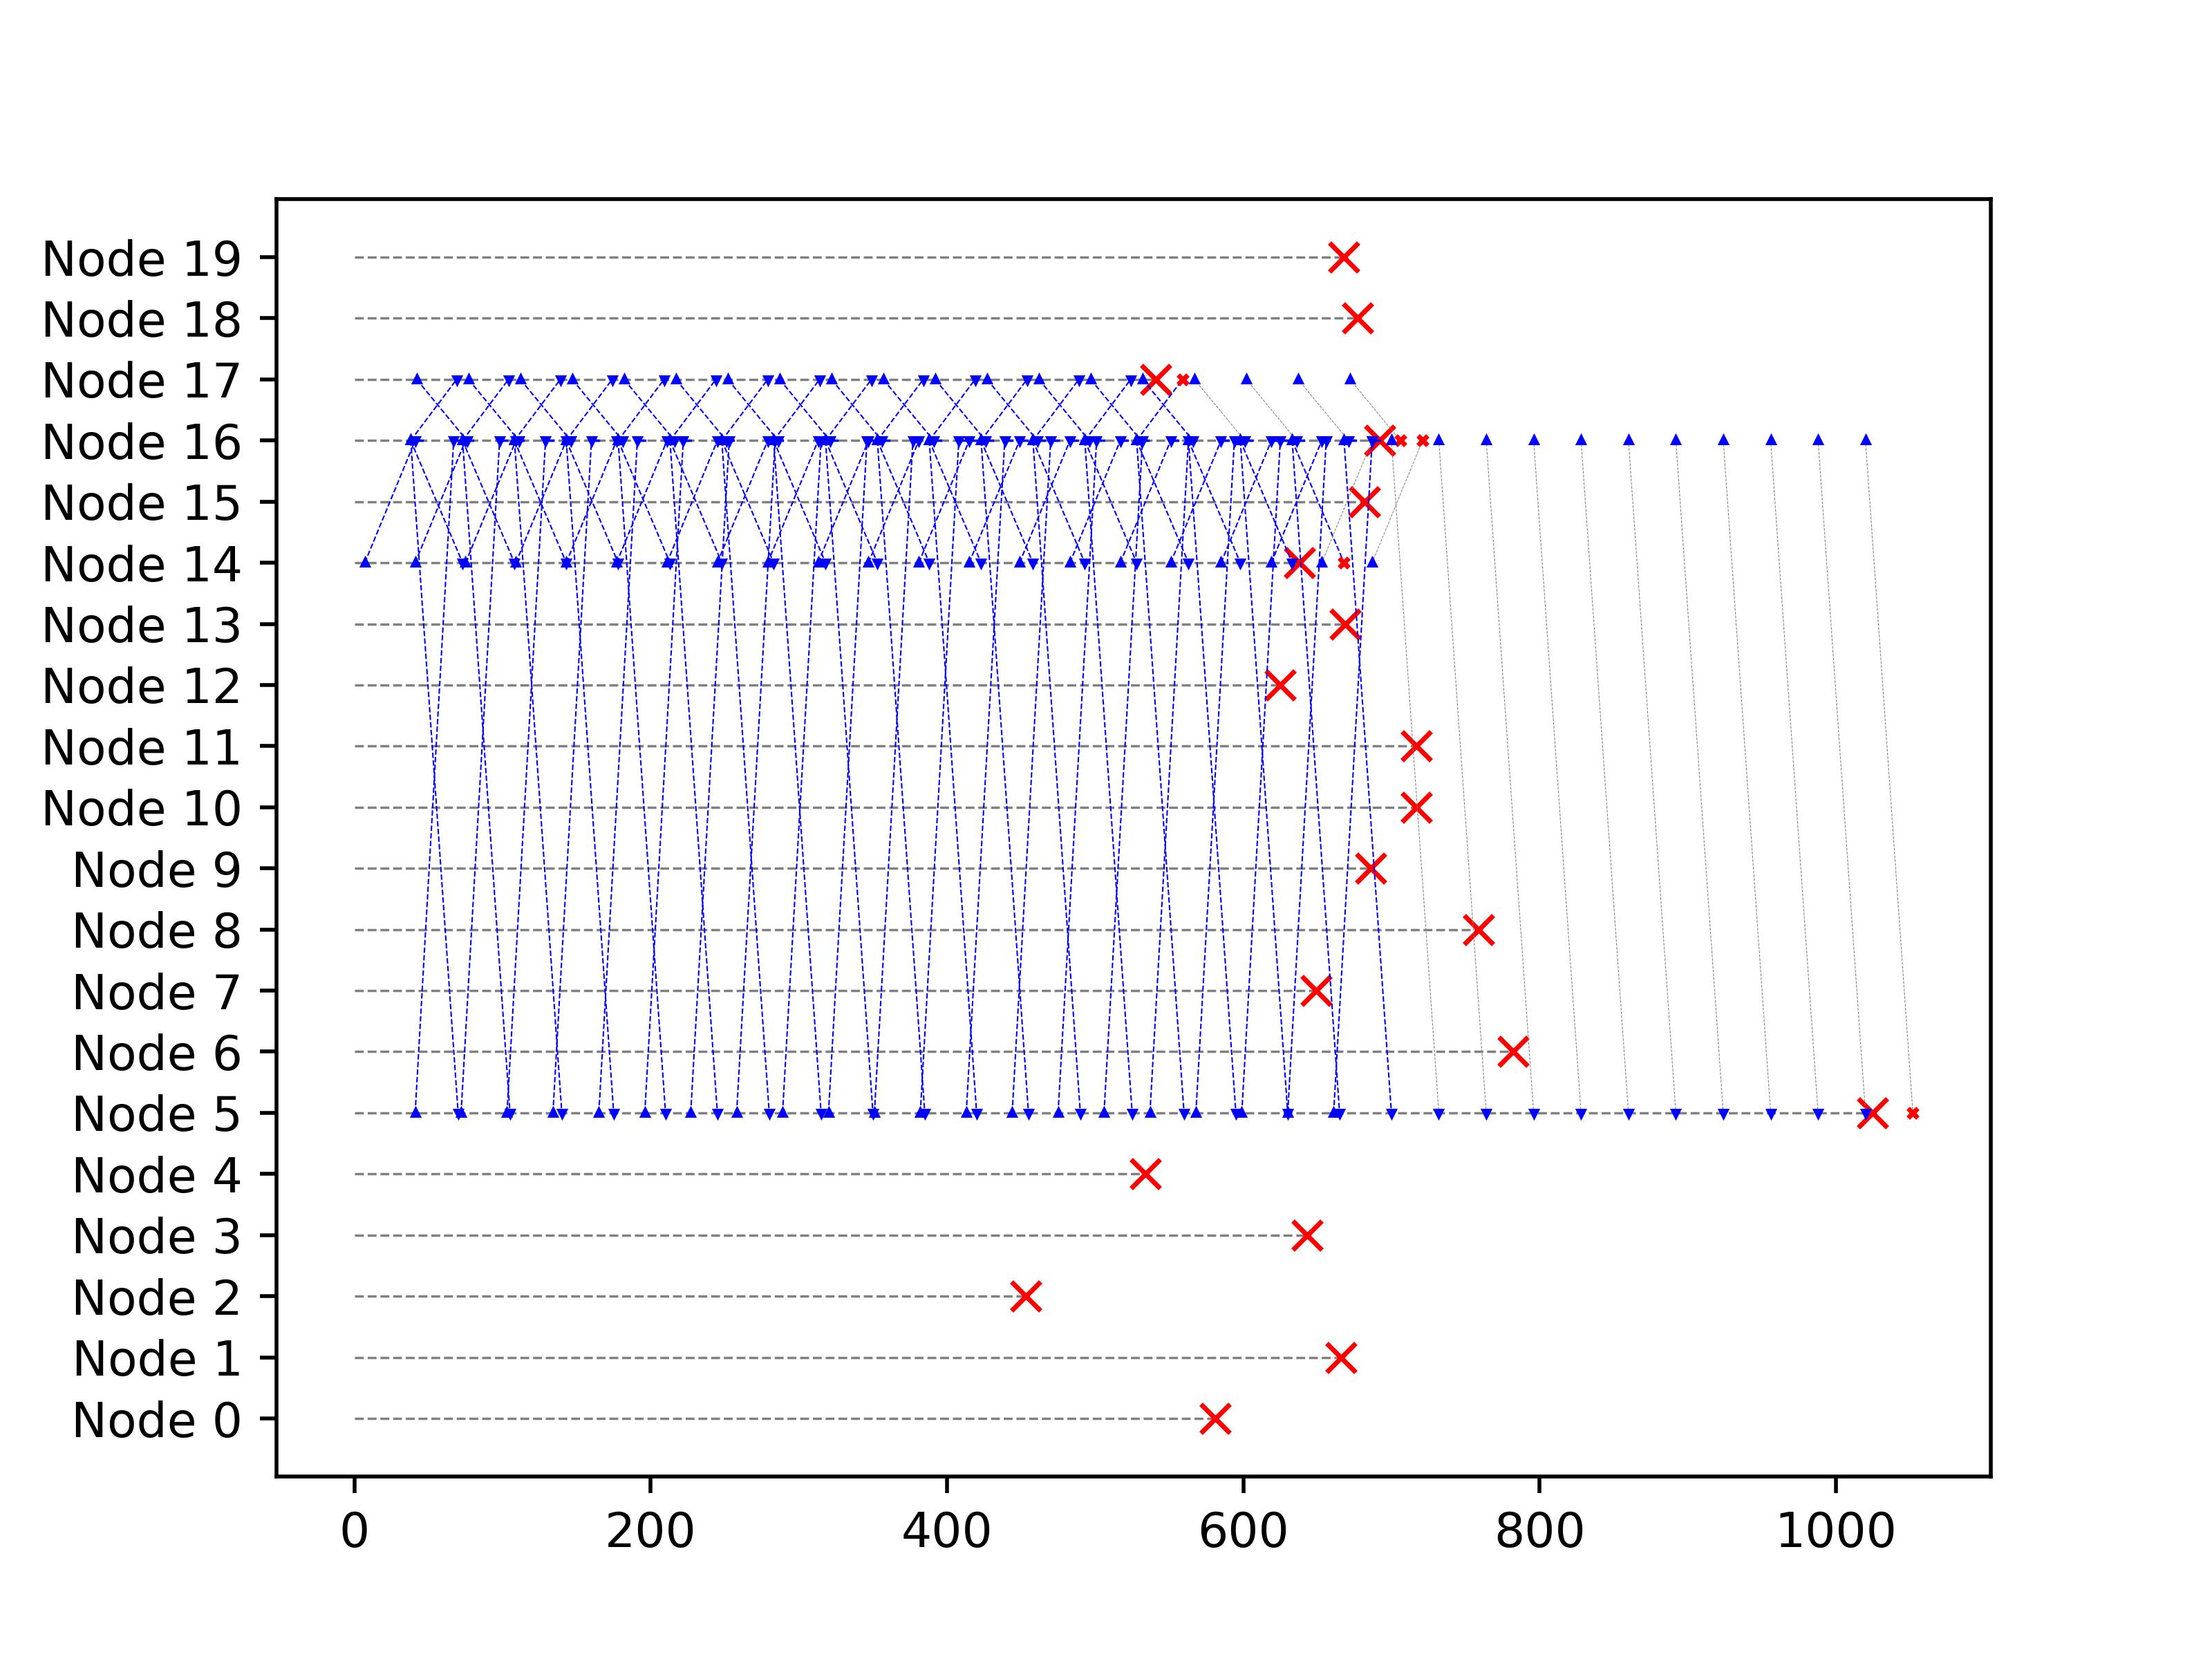 Node 19
Node 18
Node 17
Node 16
Node 15
Node 14
Node 13
Node 12
Node 11
Node 10
Node 9
Node 8
Node 7
Node 6
Node 5
Node 4
Node 3
Node 2
Node 1
Node 0
0 200 400 600 800 1000